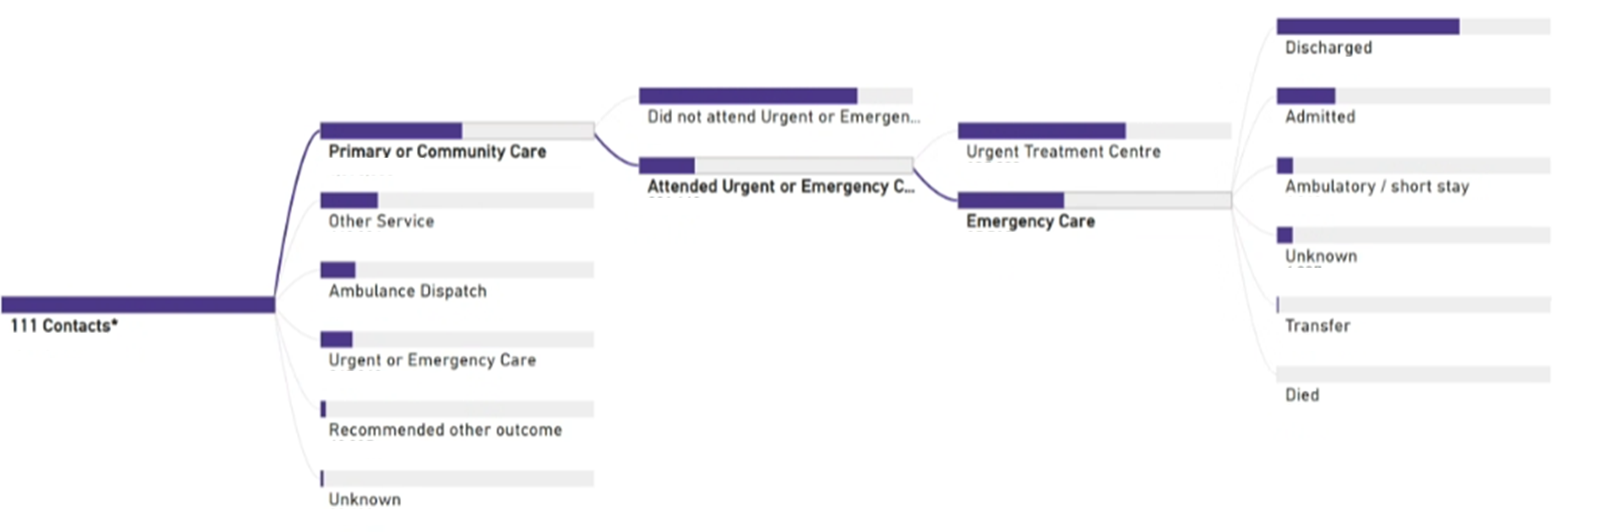 111 Contacts*
Primary or Community Care
Other Service
Ambulance Dispatch
Urgent or Emergency Care
Recommended other outcome
Unknown
Did not attend Urgent or Emergen...
Attended Urgent or Emergency C...
Urgent Treatment Centre
Emergency Care
Discharged
Admitted
Ambulatory / short stay
Unknown
Transfer
Died